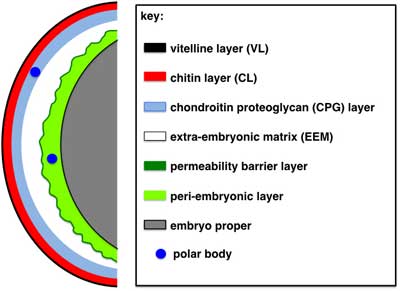 key:
vitelline layer (VL)
chitin layer (CL)
chondroitin proteoglycan (CPG) layer
extra-embryonic matrix (EEM)
permeability barrier layer
peri-embryonic layer
embryo proper
polar body